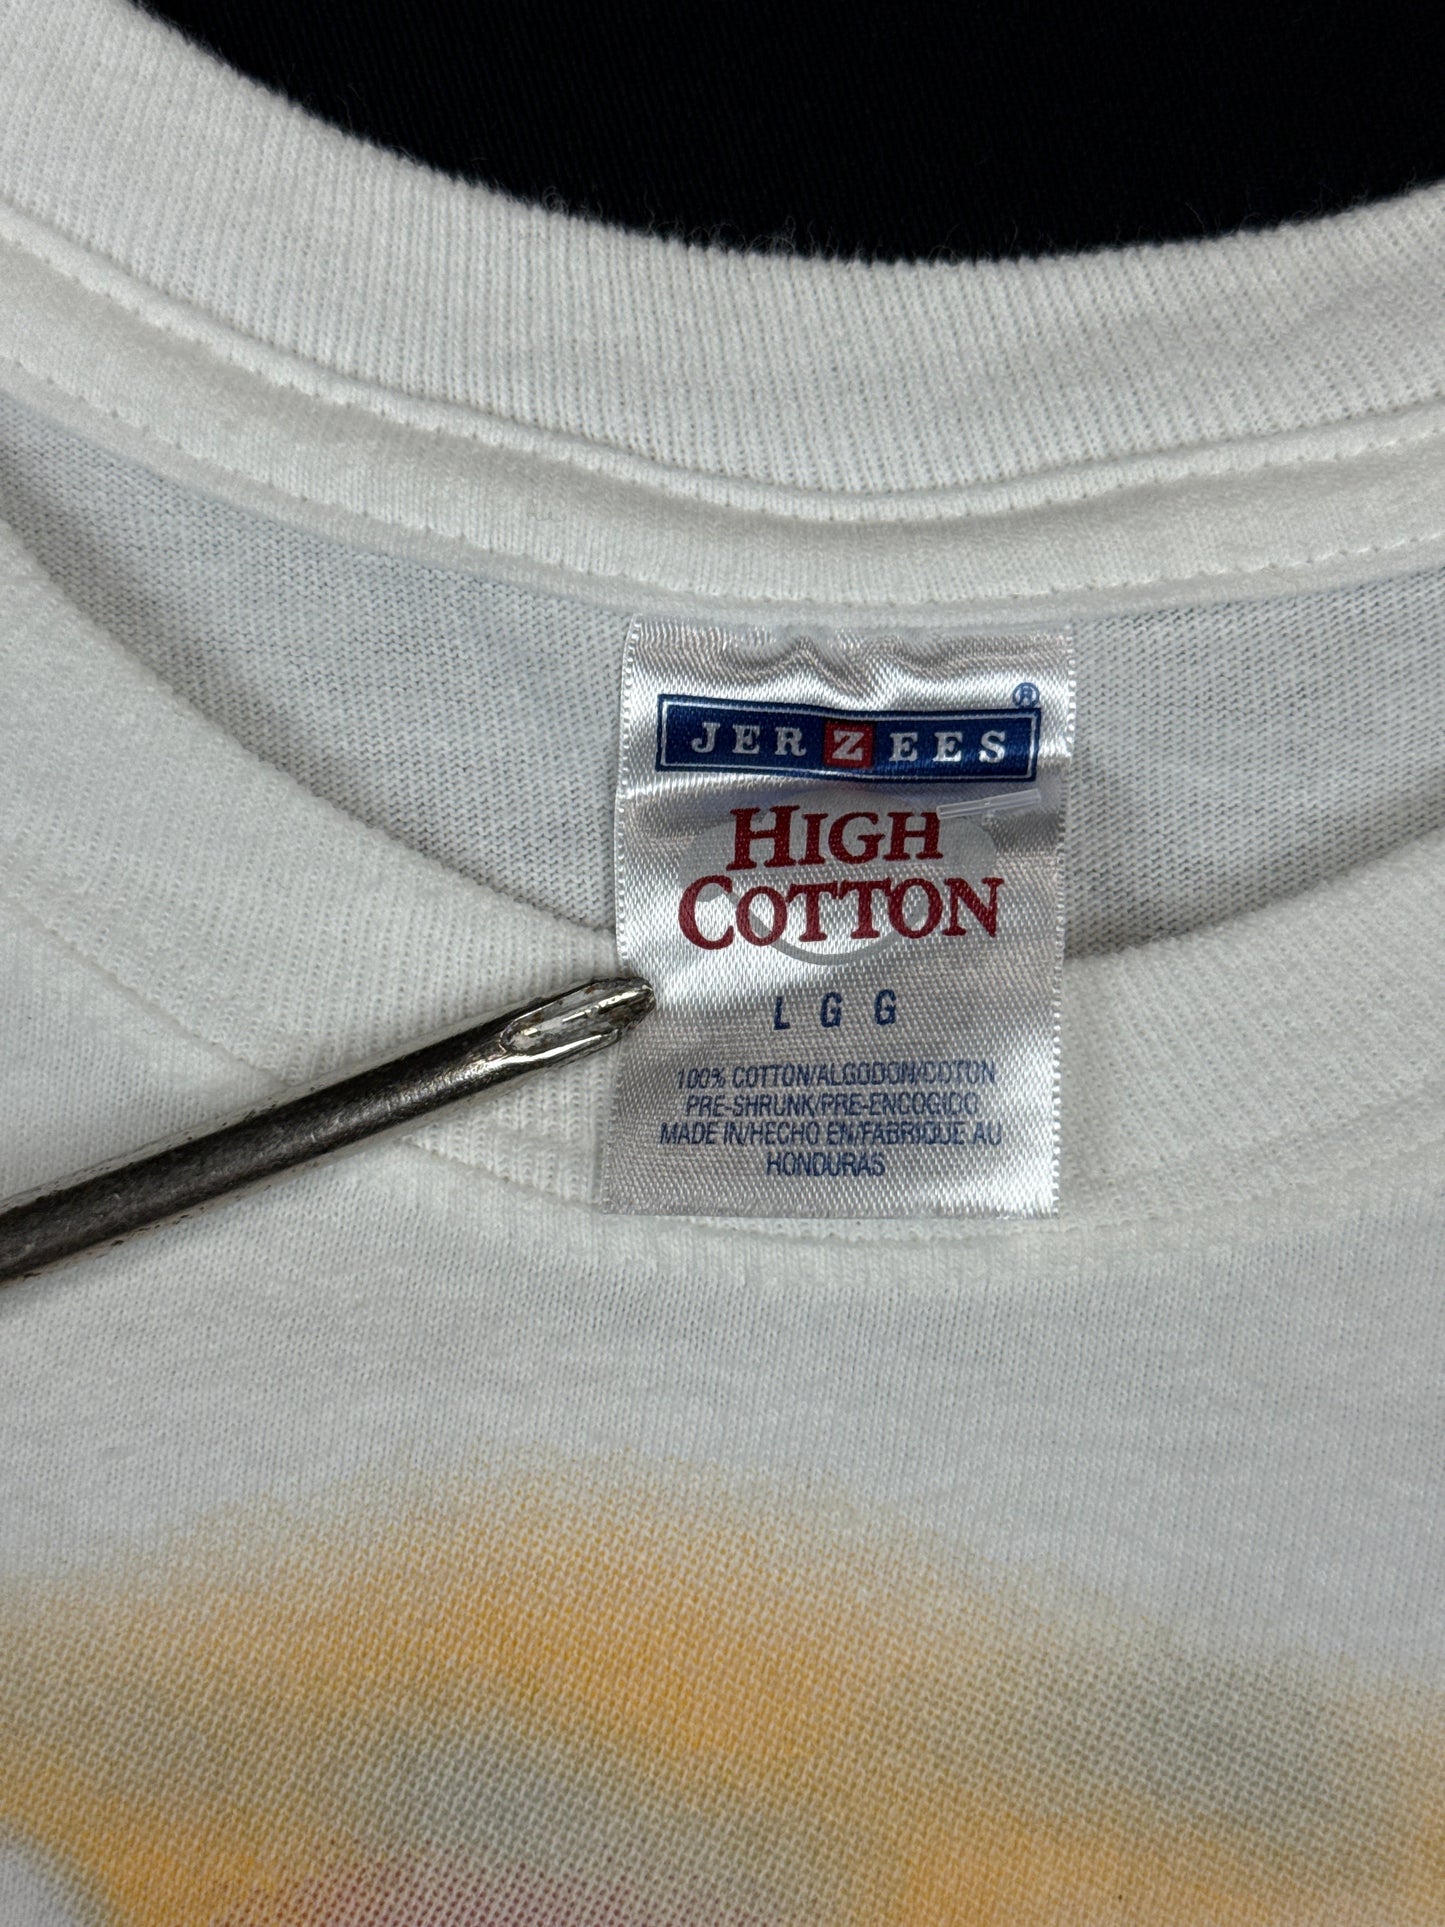 JERZEES®
HIGH
COTTON
L G G
100% COTTON/ALGODON/COTON
PRE-SHRUNK/PRE-ENCOGIDO
MADE IN/HECHO EN/FABRIQUE AU
HONDURAS